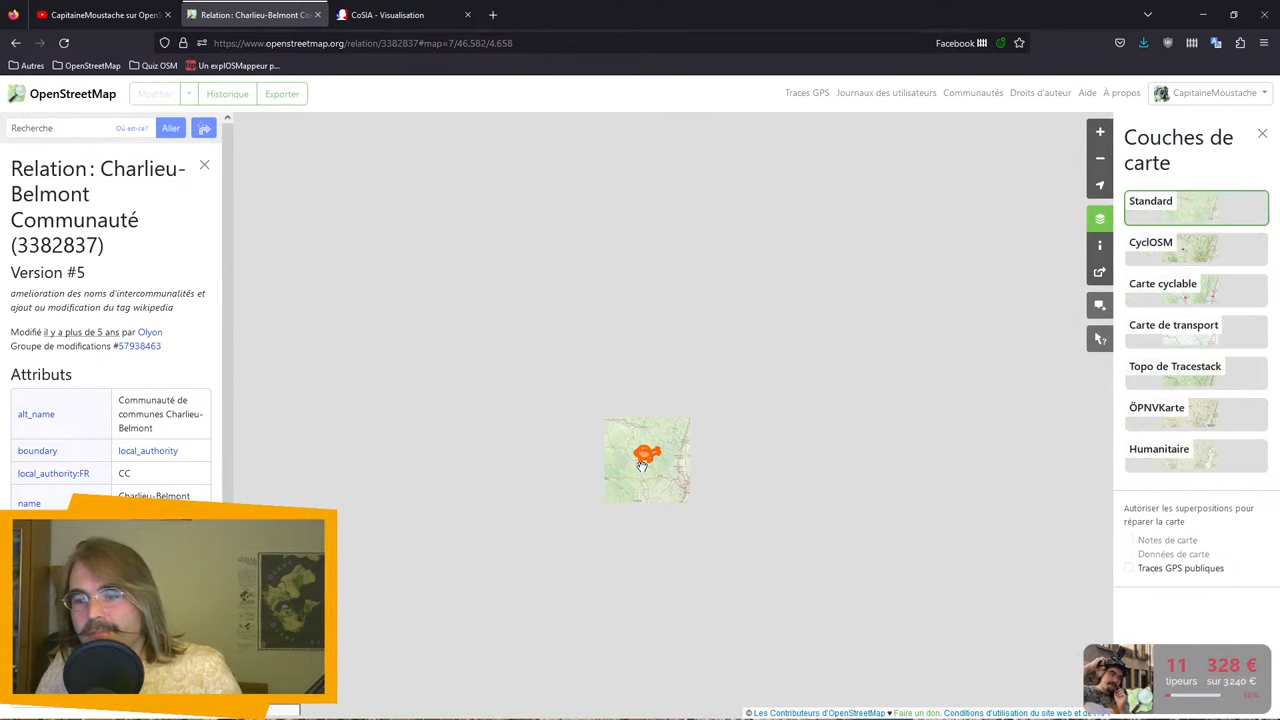 CapitaineMoustache sur Open
Relation : Charlieu-Belmont Co
CoSIA - Visualisation
https://www.openstreetmap.org/relation/3382837#map=7/46.582/4.658
Facebook
Autres
OpenStreetMap
Quiz OSM
Un explOSMappeur p...
OpenStreetMap
Modifier
Historique
Exporter
Traces GPS
Journaux des utilisateurs
Communautés
Droits d'auteur
Aide
À propos
CapitaineMoustache
Recherche
Où est-ce?
Aller
Relation : Charlieu-
Belmont
Communauté
(3382837)
Version #5
amelioration des noms d'intercommunalités et
ajout ou modification du tag wikipedia
Modifié il y a plus de 5 ans par Olyon
Groupe de modifications #57938463
Attributs
alt_name
Communauté de
communes Charlieu-
Belmont
boundary
local_authority
local_authority:FR
CC
name
Charlieu-Belmont
Couches de
carte
Standard
CyclOSM
Carte cyclable
Carte de transport
Topo de Tracestack
ÖPNVKarte
Humanitaire
Autoriser les superpositions pour
réparer la carte
Notes de carte
Données de carte
Traces GPS publiques
11
tipeurs
328 €
sur 3240 €
10%
© Les Contributeurs d'OpenStreetMap ♥ Faire un don. Conditions d'utilisation du site web et de